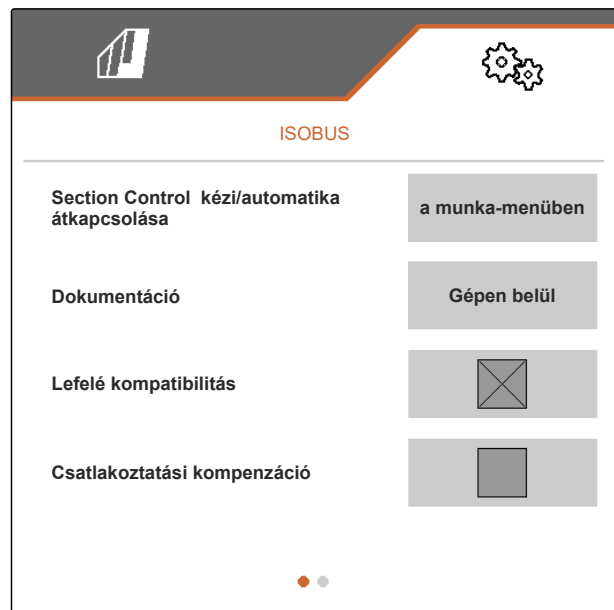 ISOBUS
Section Control kézi/automatika
átkapcsolása
a munka-menüben
Dokumentáció
Gépen belül
Lefelé kompatibilitás
Csatlakoztatási kompenzáció